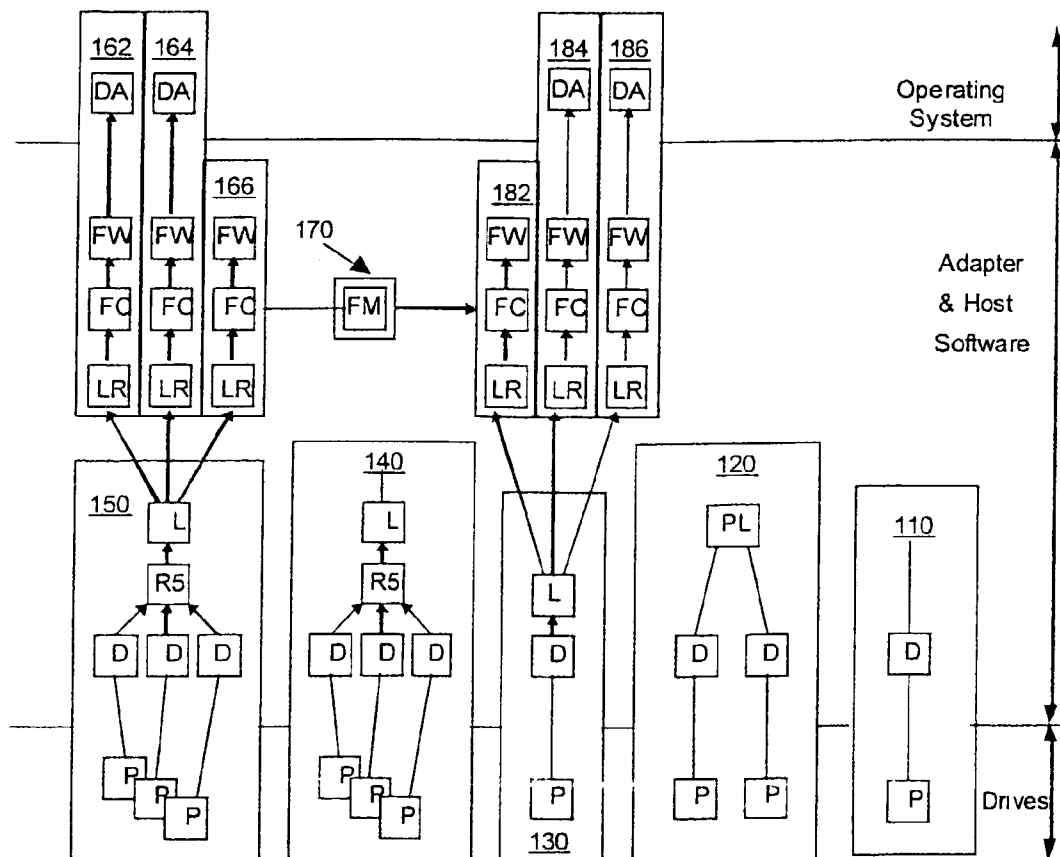 162 164 184 186
DA DA DA DA
Operating
System
166 182
170
FW FW FW FW FW FW
Adapter
& Host
Software
FC FC FC FM FC FC FC
LR LR LR LR LR LR
150 140 120 110
L L PL
R5 R5 L
D D D D D D D D D D
P P P P P P P P P P
Drives
130